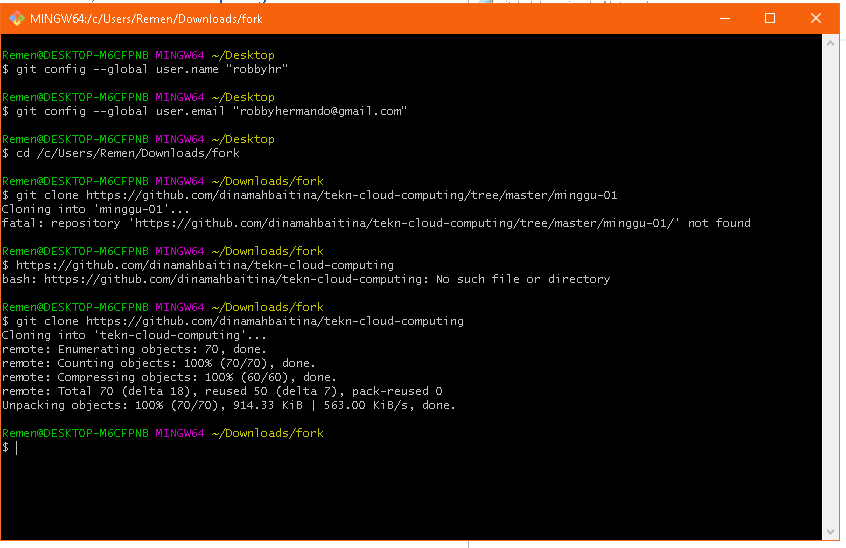 MINGW64:/c/Users/Remen/Downloads/fork
Remen@DESKTOP-M6CFPNB MINGW64 ~/Desktop
$ git config --global user.name "robbyhr"
Remen@DESKTOP-M6CFPNB MINGW64 ~/Desktop
$ git config --global user.email "robbyhermando@gmail.com"
Remen@DESKTOP-M6CFPNB MINGW64 ~/Desktop
$ cd /c/Users/Remen/Downloads/fork
Remen@DESKTOP-M6CFPNB MINGW64 ~/Downloads/fork
$ git clone https://github.com/dinamahbaitina/tekn-cloud-computing/tree/master/minggu-01
Cloning into 'minggu-01'...
fatal: repository 'https://github.com/dinamahbaitina/tekn-cloud-computing/tree/master/minggu-01/' not found
Remen@DESKTOP-M6CFPNB MINGW64 ~/Downloads/fork
$ https://github.com/dinamahbaitina/tekn-cloud-computing
bash: https://github.com/dinamahbaitina/tekn-cloud-computing: No such file or directory
Remen@DESKTOP-M6CFPNB MINGW64 ~/Downloads/fork
$ git clone https://github.com/dinamahbaitina/tekn-cloud-computing
Cloning into 'tekn-cloud-computing'...
remote: Enumerating objects: 70, done.
remote: Counting objects: 100% (70/70), done.
remote: Compressing objects: 100% (60/60), done.
remote: Total 70 (delta 18), reused 50 (delta 7), pack-reused 0
Unpacking objects: 100% (70/70), 914.33 KiB | 563.00 KiB/s, done.
Remen@DESKTOP-M6CFPNB MINGW64 ~/Downloads/fork
$